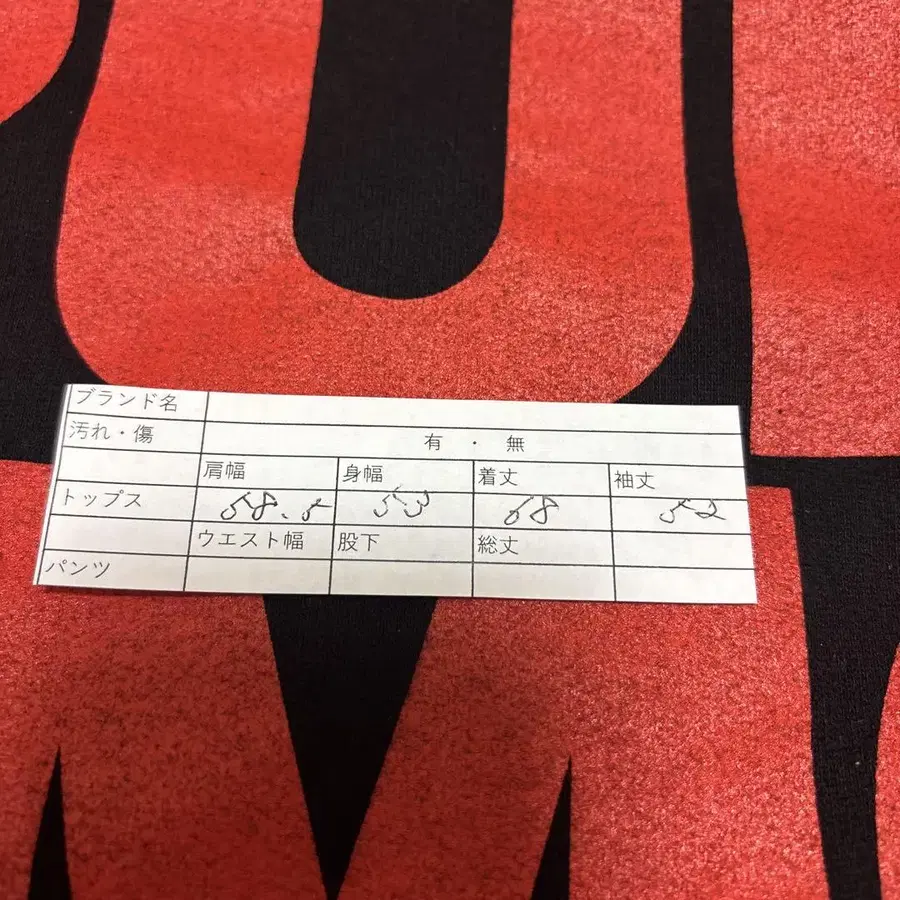 ブランド名
汚れ・傷 有 ・ 無
肩幅 身幅 着丈 袖丈
トップス 58.5 53 68 52
ウエスト幅 股下 総丈
パンツ